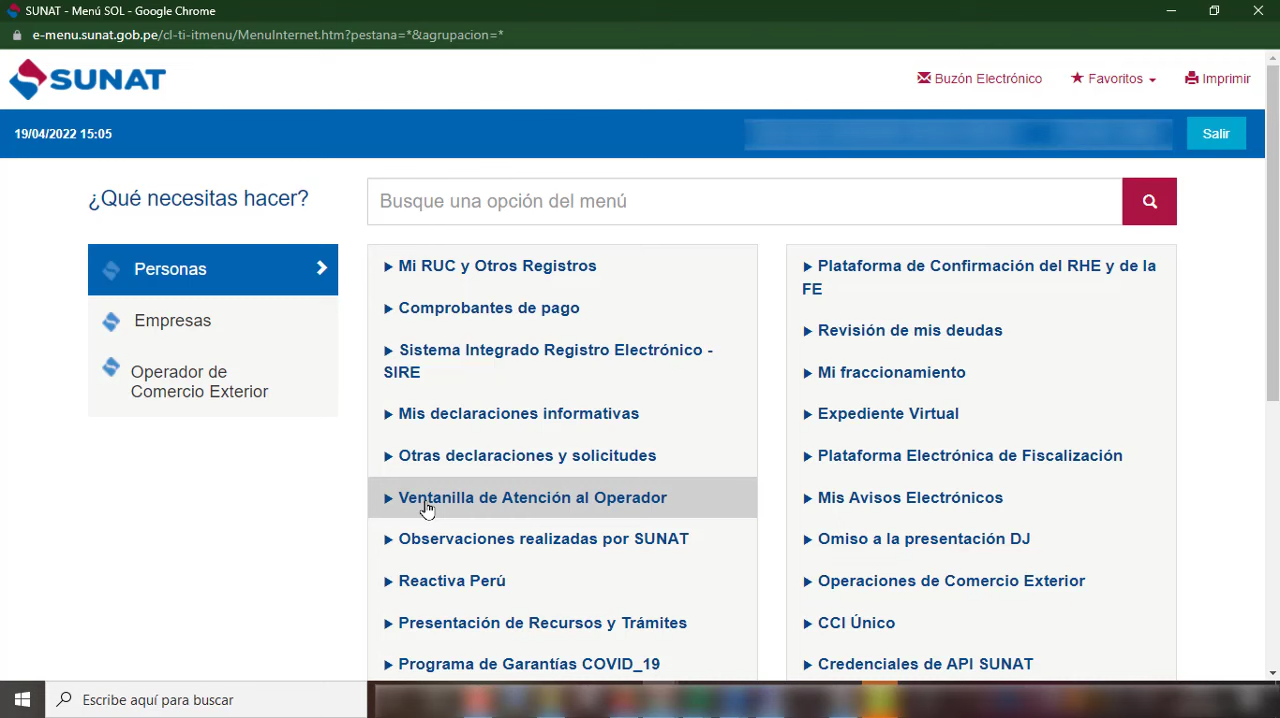 SUNAT - Menú SOL - Google Chrome
e-menu.sunat.gob.pe/cl-ti-itmenu/MenuInternet.htm?pestana=*&agrupacion=*
SUNAT
Buzón Electrónico
Favoritos
Imprimir
19/04/2022 15:05
Salir
¿Qué necesitas hacer?
Busque una opción del menú
Personas
Empresas
Operador de
Comercio Exterior
Mi RUC y Otros Registros
Comprobantes de pago
Sistema Integrado Registro Electrónico -
SIRE
Mis declaraciones informativas
Otras declaraciones y solicitudes
Ventanilla de Atención al Operador
Observaciones realizadas por SUNAT
Reactiva Perú
Presentación de Recursos y Trámites
Programa de Garantías COVID_19
Plataforma de Confirmación del RHE y de la
FE
Revisión de mis deudas
Mi fraccionamiento
Expediente Virtual
Plataforma Electrónica de Fiscalización
Mis Avisos Electrónicos
Omiso a la presentación DJ
Operaciones de Comercio Exterior
CCI Único
Credenciales de API SUNAT
Escribe aquí para buscar